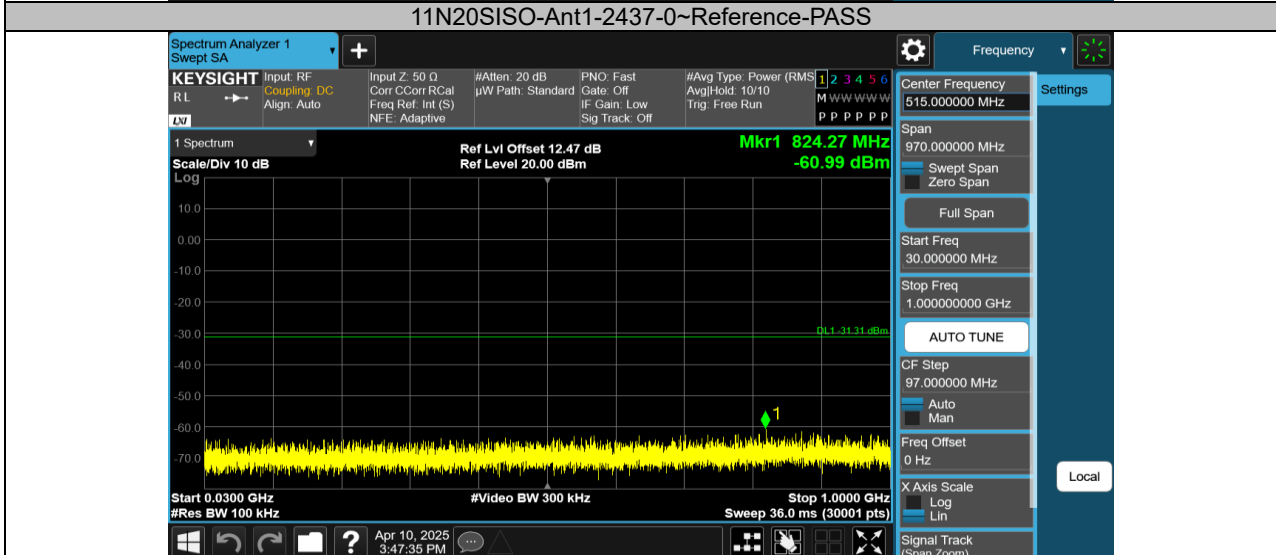 11N20SISO-Ant1-2437-0~Reference-PASS
Spectrum Analyzer 1
Swept SA
Frequency
KEYSIGHT
RL
LXI
Input: RF
Coupling: DC
Align: Auto
Input Z: 50 Ω
Corr CCorr RCal
Freq Ref: Int (S)
NFE: Adaptive
#Atten: 20 dB
µW Path: Standard
PNO: Fast
Gate: Off
IF Gain: Low
Sig Track: Off
#Avg Type: Power (RMS
Avg|Hold: 10/10
Trig: Free Run
1 2 3 4 5 6
M W W W W W
P P P P P P
1 Spectrum
Scale/Div 10 dB
Log
Ref Lvl Offset 12.47 dB
Ref Level 20.00 dBm
Mkr1 824.27 MHz
-60.99 dBm
10.0
0.00
-10.0
-20.0
-30.0
DL1 -31.31 dBm
-40.0
-50.0
-60.0
-70.0
1
Start 0.0300 GHz
#Res BW 100 kHz
#Video BW 300 kHz
Stop 1.0000 GHz
Sweep 36.0 ms (30001 pts)
Center Frequency
515.000000 MHz
Settings
Span
970.000000 MHz
Swept Span
Zero Span
Full Span
Start Freq
30.000000 MHz
Stop Freq
1.000000000 GHz
AUTO TUNE
CF Step
97.000000 MHz
Auto
Man
Freq Offset
0 Hz
X Axis Scale
Log
Lin
Local
Signal Track
(Span Zoom)
?
Apr 10, 2025
3:47:35 PM